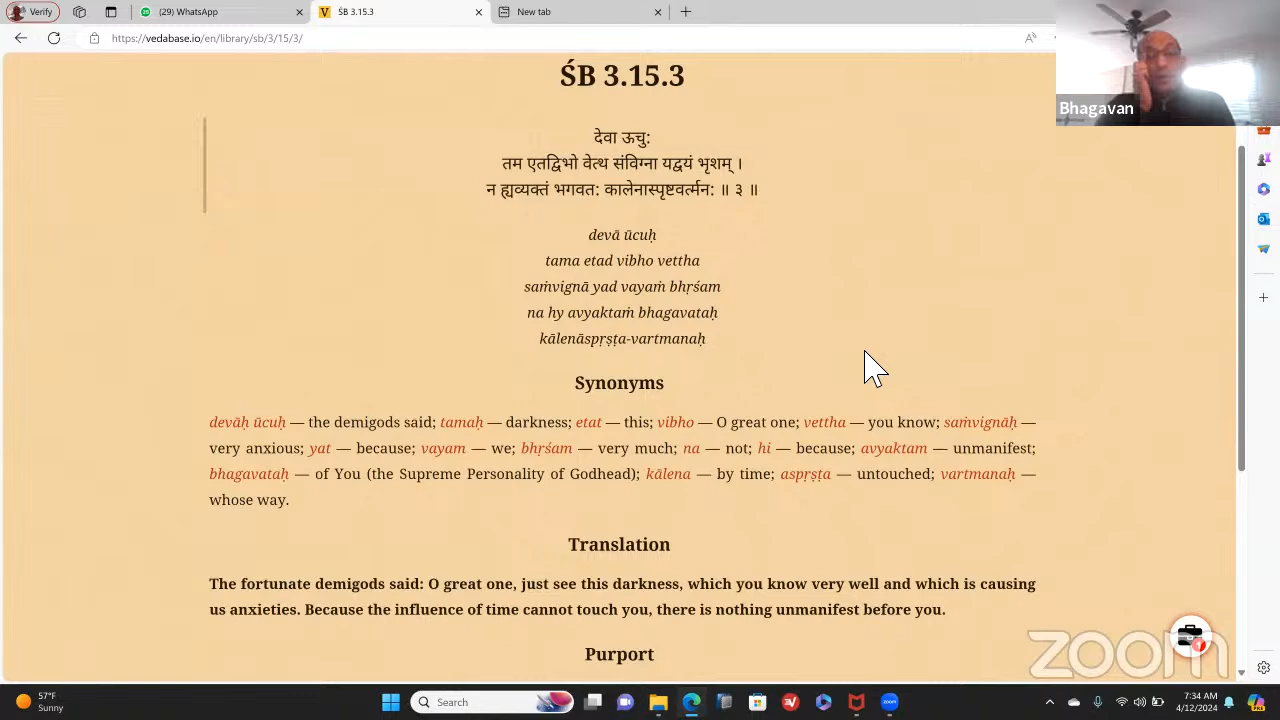 (20) WhatsApp
Verify
ŚB 3.15.3
New Tab
https://vedabase.io/en/library/sb/3/15/3/
Bhagavan
ŚB 3.15.3
देवा ऊचु:
तम एतद्विभो वेत्थ संविग्ना यद्वयं भृशम् ।
न ह्यव्यक्तं भगवत: कालेनास्पृष्टवर्त्मन: ॥ ३ ॥
devā ūcuḥ
tama etad vibho vettha
saṁvignā yad vayaṁ bhṛśam
na hy avyaktaṁ bhagavataḥ
kālenāspṛṣṭa-vartmanaḥ
Synonyms
devāḥ ūcuḥ — the demigods said; tamaḥ — darkness; etat — this; vibho — O great one; vettha — you know; saṁvignāḥ —
very anxious; yat — because; vayam — we; bhṛśam — very much; na — not; hi — because; avyaktam — unmanifest;
bhagavataḥ — of You (the Supreme Personality of Godhead); kālena — by time; aspṛṣṭa — untouched; vartmanaḥ —
whose way.
Translation
The fortunate demigods said: O great one, just see this darkness, which you know very well and which is causing
us anxieties. Because the influence of time cannot touch you, there is nothing unmanifest before you.
Purport
zoom
57°F
Sunny
Search
7:34 AM
4/12/2024